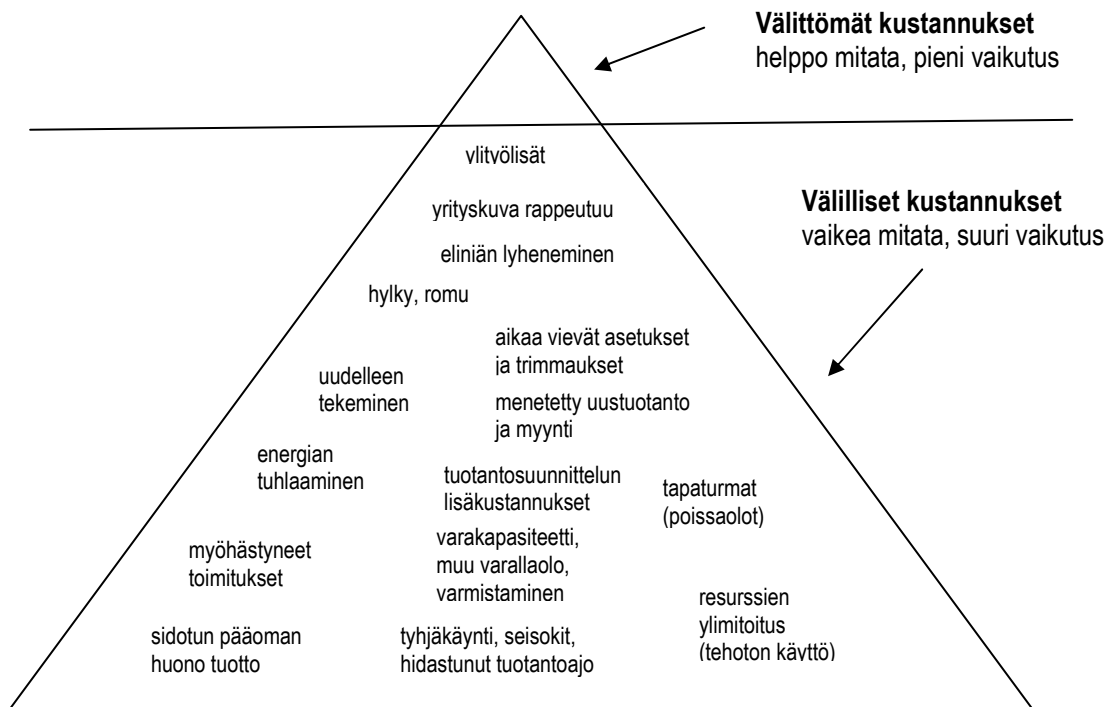 Välittömät kustannukset
helppo mitata, pieni vaikutus
ylityölisät
yrityskuva rappeutuu
Välilliset kustannukset
vaikea mitata, suuri vaikutus
eliniän lyheneminen
hylky, romu
aikaa vievät asetukset
ja trimmaukset
uudelleen
tekeminen
menetetty uustuotanto
ja myynti
energian
tuhlaaminen
tuotantosuunnittelun
lisäkustannukset
tapaturmat
(poissaolot)
myöhästyneet
toimitukset
varakapasiteetti,
muu varallaolo,
varmistaminen
resurssien
ylimitoitus
(tehoton käyttö)
sidotun pääoman
huono tuotto
tyhjäkäynti, seisokit,
hidastunut tuotantoajo